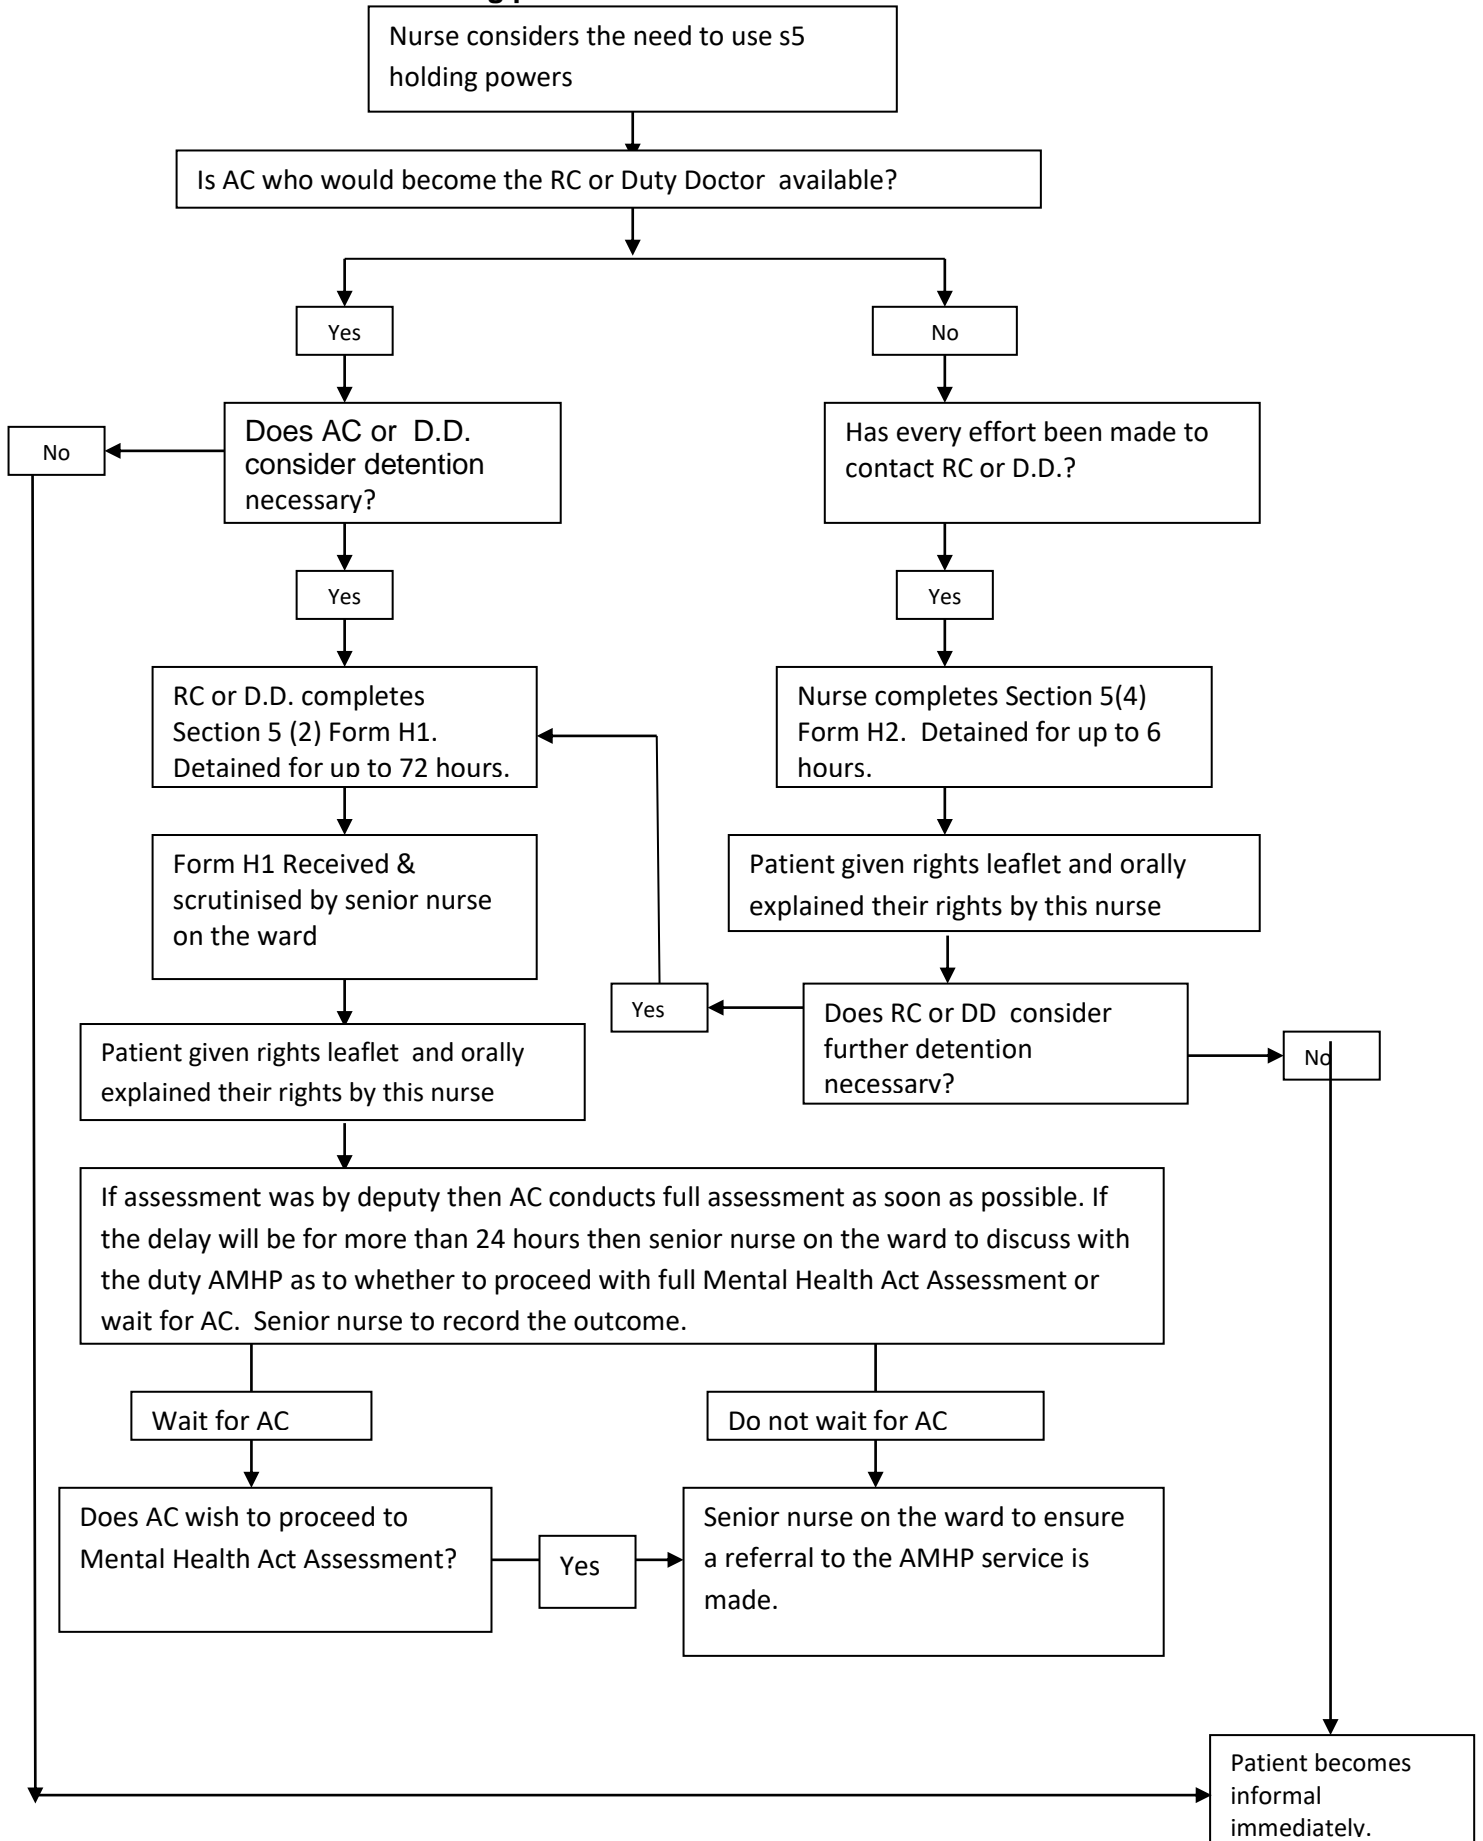 Nurse considers the need to use s5
holding powers
Is AC who would become the RC or Duty Doctor available?
Yes
No
No
Does AC or D.D.
consider detention
necessary?
Has every effort been made to
contact RC or D.D.?
Yes
Yes
RC or D.D. completes
Section 5 (2) Form H1.
Detained for up to 72 hours.
Nurse completes Section 5(4)
Form H2. Detained for up to 6
hours.
Form H1 Received &
scrutinised by senior nurse
on the ward
Patient given rights leaflet and orally
explained their rights by this nurse
Yes
Does RC or DD consider
further detention
necessary?
No
Patient given rights leaflet and orally
explained their rights by this nurse
If assessment was by deputy then AC conducts full assessment as soon as possible. If
the delay will be for more than 24 hours then senior nurse on the ward to discuss with
the duty AMHP as to whether to proceed with full Mental Health Act Assessment or
wait for AC. Senior nurse to record the outcome.
Wait for AC
Do not wait for AC
Does AC wish to proceed to
Mental Health Act Assessment?
Yes
Senior nurse on the ward to ensure
a referral to the AMHP service is
made.
Patient becomes
informal
immediately.